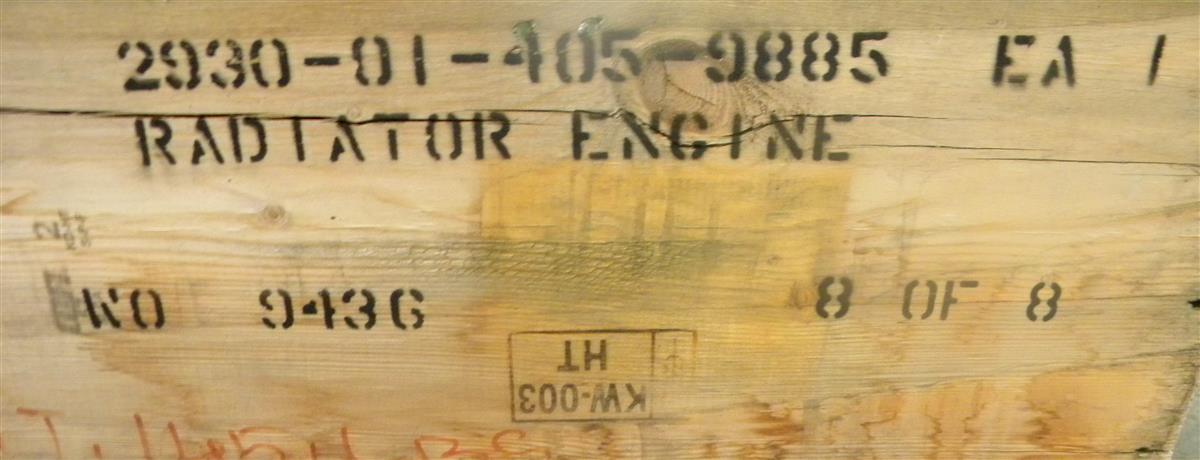 2930-01-405-9885 EA 1
RADIATOR ENGINE
WO 9436 8 OF 8
HT
KW-003